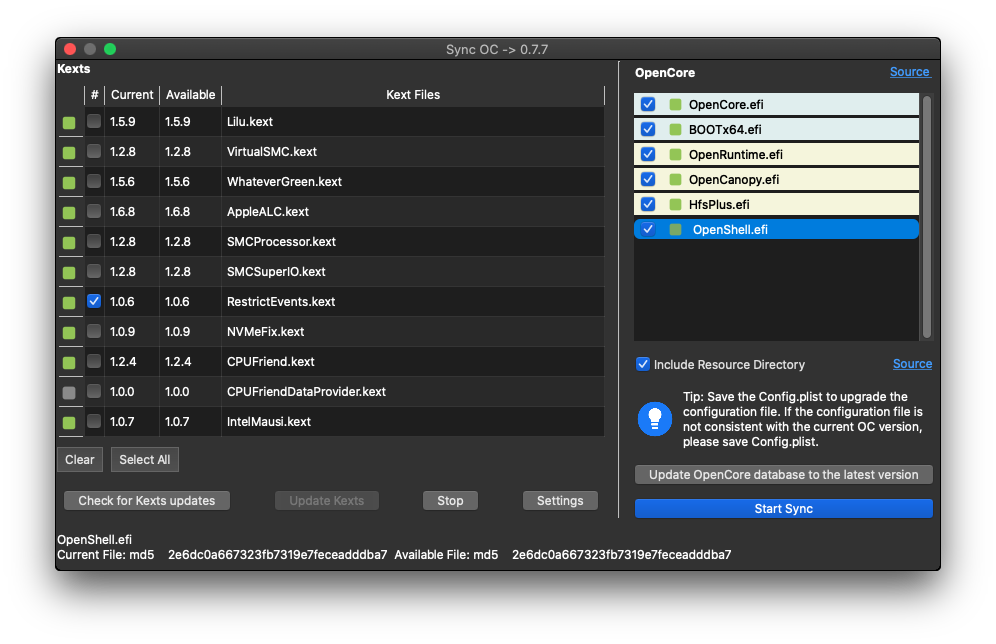 Sync OC -> 0.7.7
Kexts
# Current Available Kext Files
1.5.9 1.5.9 Lilu.kext
1.2.8 1.2.8 VirtualSMC.kext
1.5.6 1.5.6 WhateverGreen.kext
1.6.8 1.6.8 AppleALC.kext
1.2.8 1.2.8 SMCProcessor.kext
1.2.8 1.2.8 SMCSuperIO.kext
1.0.6 1.0.6 RestrictEvents.kext
1.0.9 1.0.9 NVMeFix.kext
1.2.4 1.2.4 CPUFriend.kext
1.0.0 1.0.0 CPUFriendDataProvider.kext
1.0.7 1.0.7 IntelMausi.kext
Clear Select All
Check for Kexts updates Update Kexts Stop Settings
OpenCore Source
OpenCore.efi
BOOTx64.efi
OpenRuntime.efi
OpenCanopy.efi
HfsPlus.efi
OpenShell.efi
Include Resource Directory Source
Tip: Save the Config.plist to upgrade the
configuration file. If the configuration file is
not consistent with the current OC version,
please save Config.plist.
Update OpenCore database to the latest version
Start Sync
OpenShell.efi
Current File: md5 2e6dc0a667323fb7319e7feceadddba7 Available File: md5 2e6dc0a667323fb7319e7feceadddba7